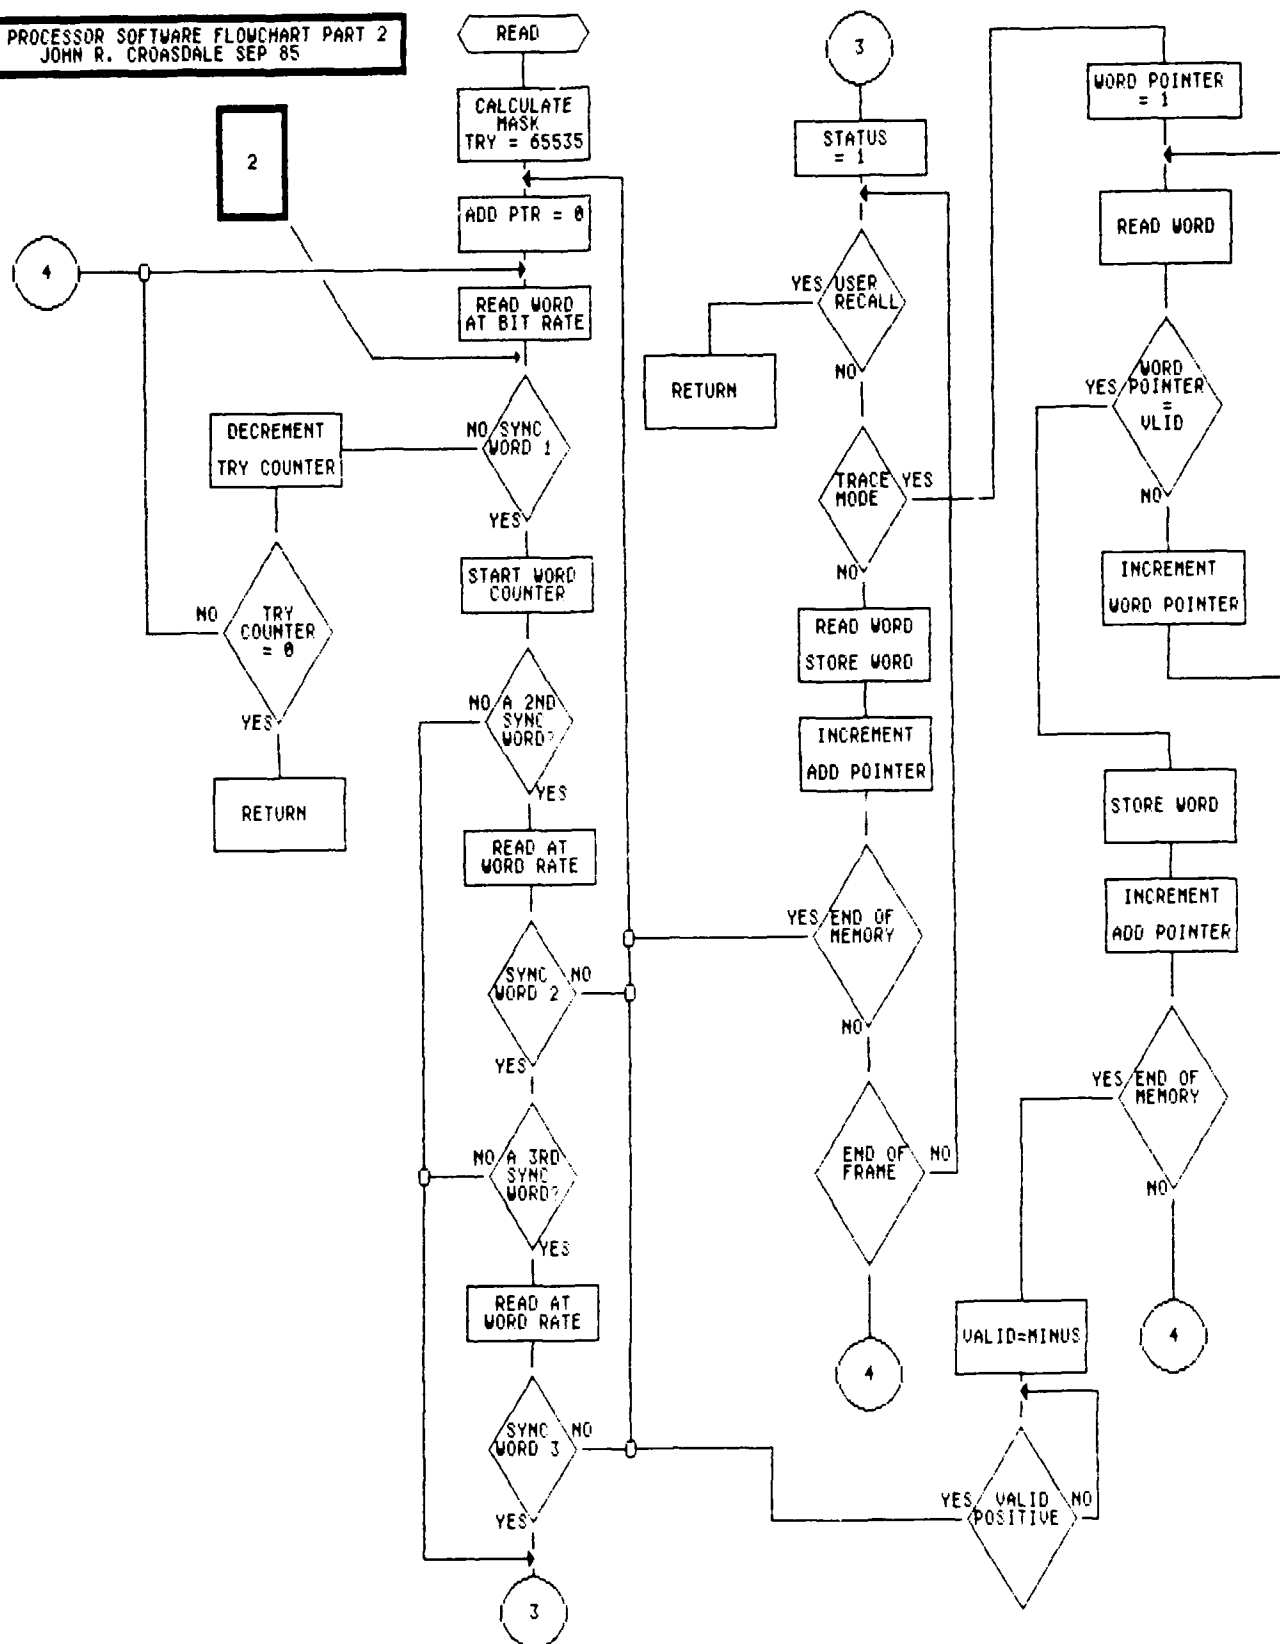 PROCESSOR SOFTWARE FLOWCHART PART 2
JOHN R. CROASDALE SEP 85
2
4
READ
CALCULATE
MASK
TRY = 65535
ADD PTR = 0
READ WORD
AT BIT RATE
NO SYNC
WORD 1
YES
DECREMENT
TRY COUNTER
NO
TRY
COUNTER
= 0
YES
RETURN
START WORD
COUNTER
NO A 2ND
SYNC
WORD?
YES
READ AT
WORD RATE
SYNC NO
WORD 2
YES
NO A 3RD
SYNC
WORD?
YES
READ AT
WORD RATE
SYNC NO
WORD 3
YES
3
3
STATUS
= 1
YES USER
RECALL
NO
RETURN
TRACE YES
MODE
NO
READ WORD
STORE WORD
INCREMENT
ADD POINTER
YES END OF
MEMORY
NO
END OF NO
FRAME
4
WORD POINTER
= 1
READ WORD
WORD
YES POINTER
=
VLID
NO
INCREMENT
WORD POINTER
STORE WORD
INCREMENT
ADD POINTER
YES END OF
MEMORY
NO
4
VALID=MINUS
YES VALID NO
POSITIVE